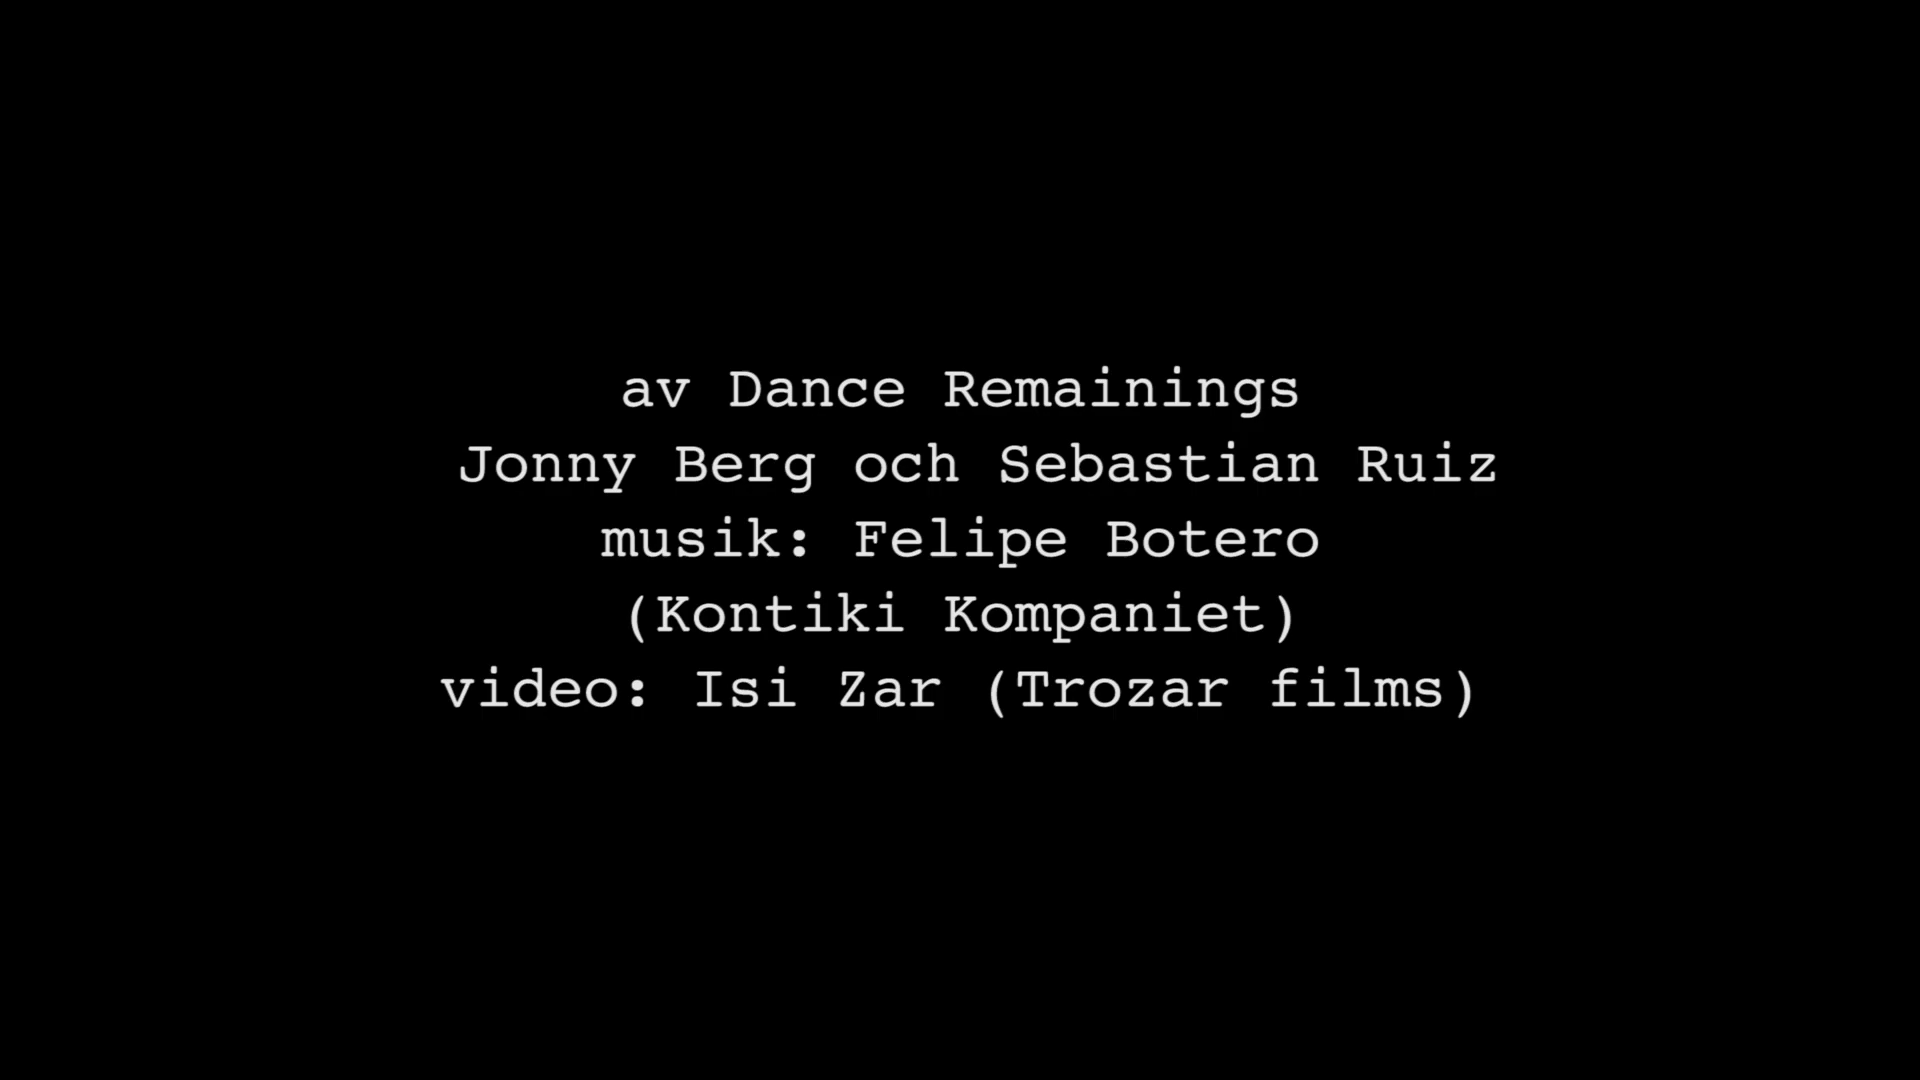 av Dance Remainings
Jonny Berg och Sebastian Ruiz
musik: Felipe Botero
(Kontiki Kompaniet)
video: Isi Zar (Trozar films)